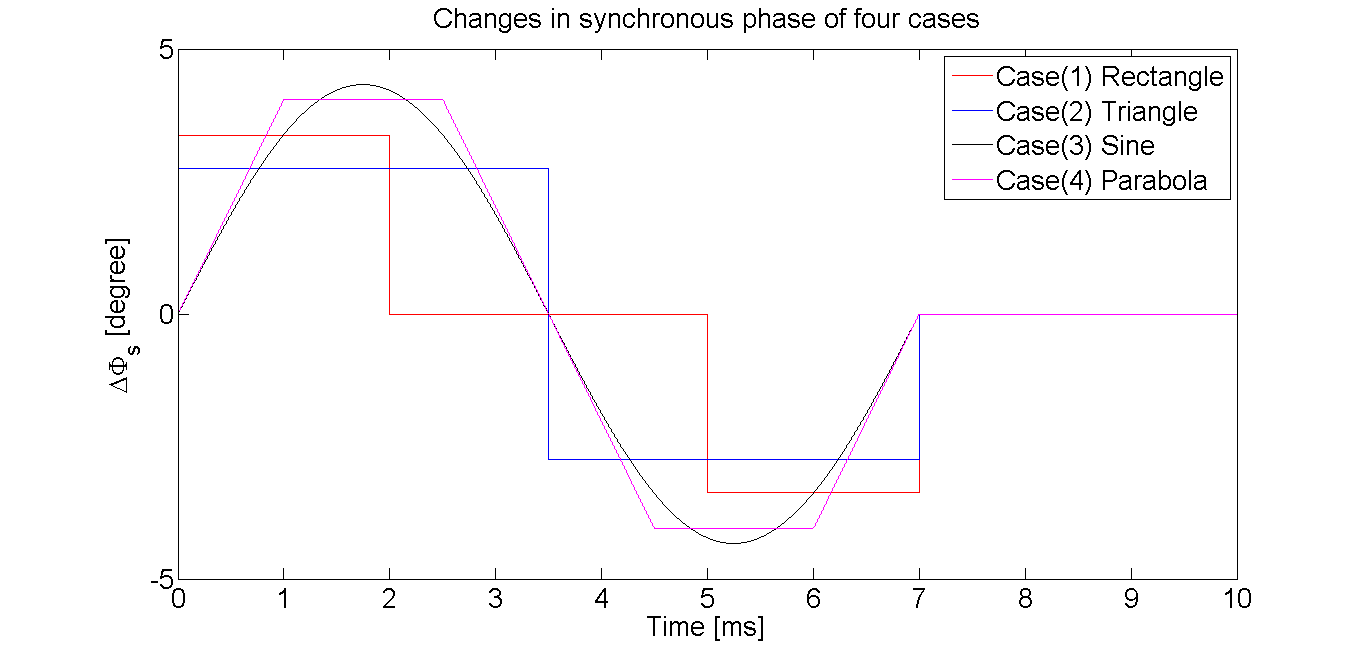 Changes in synchronous phase of four cases
5
0
-5
ΔΦs [degree]
Case(1) Rectangle
Case(2) Triangle
Case(3) Sine
Case(4) Parabola
0 1 2 3 4 5 6 7 8 9 10
Time [ms]